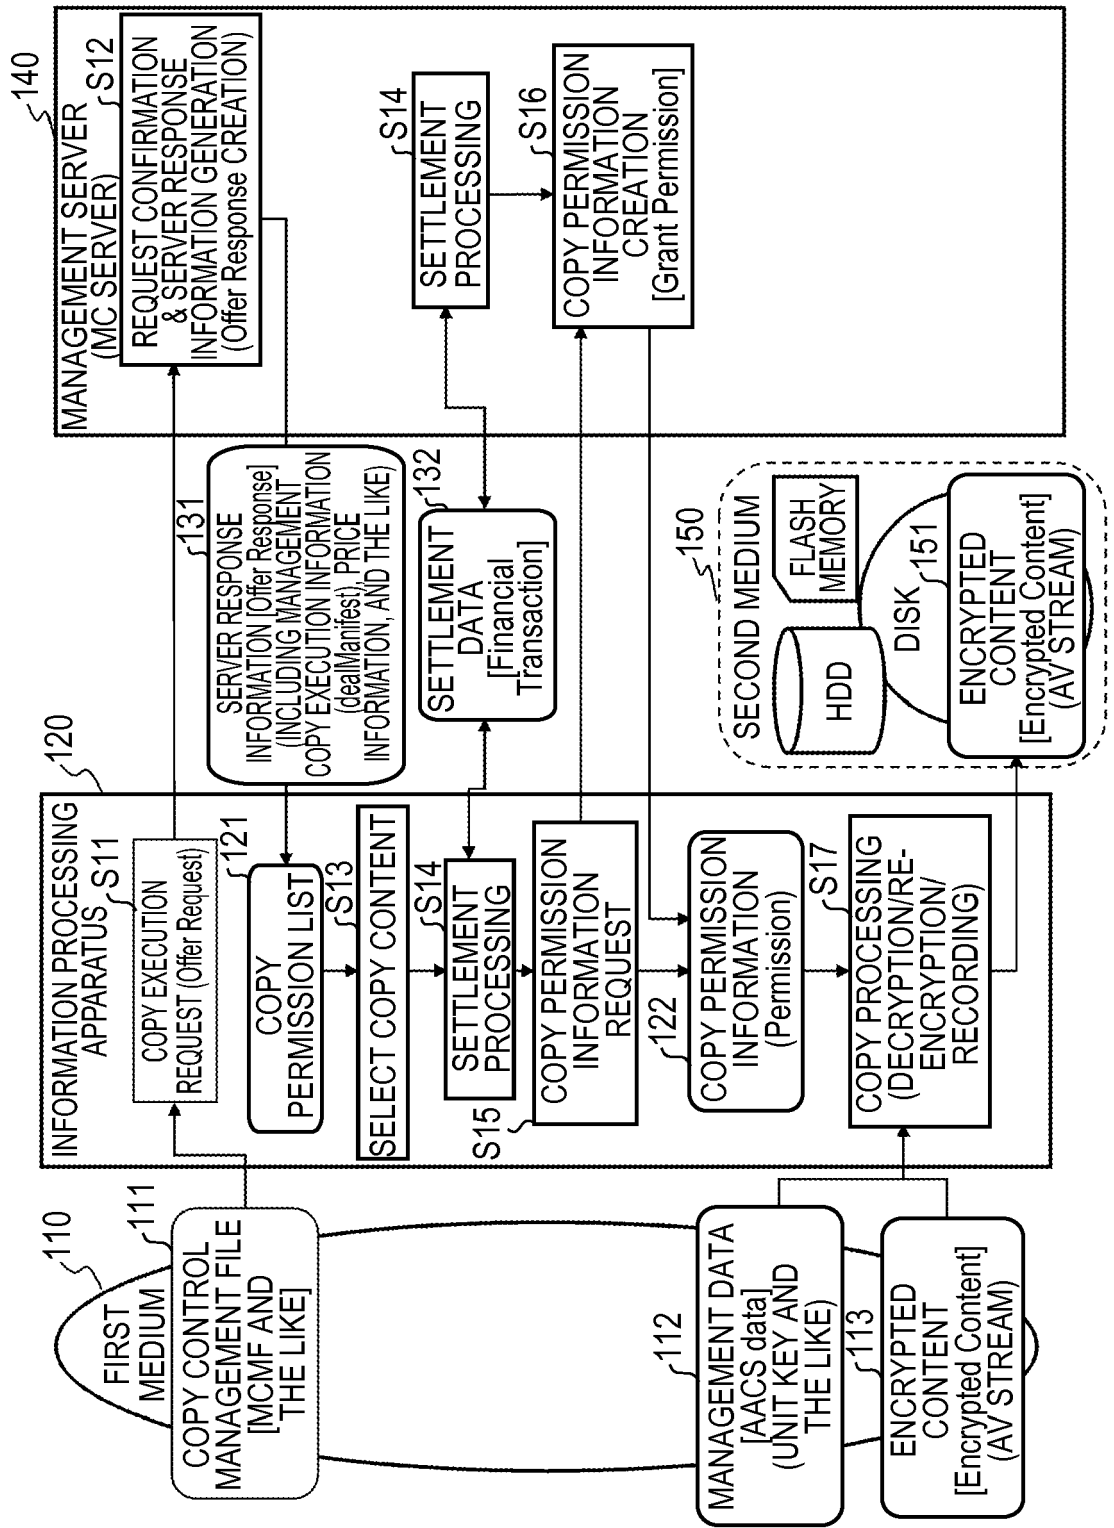 FIRST
MEDIUM
110
111
COPY CONTROL
MANAGEMENT FILE
[MCMF AND
THE LIKE]
112
MANAGEMENT DATA
[AACS data]
(UNIT KEY AND
THE LIKE)
113
ENCRYPTED
CONTENT
[Encrypted Content]
(AV STREAM)
INFORMATION PROCESSING
APPARATUS
120
S11
COPY EXECUTION
REQUEST (Offer Request)
121
COPY
PERMISSION LIST
S13
SELECT COPY CONTENT
S14
SETTLEMENT
PROCESSING
S15
COPY PERMISSION
INFORMATION
REQUEST
122
COPY PERMISSION
INFORMATION
(Permission)
S17
COPY PROCESSING
(DECRYPTION/RE-
ENCRYPTION/
RECORDING)
131
SERVER RESPONSE
INFORMATION [Offer Response]
(INCLUDING MANAGEMENT
COPY EXECUTION INFORMATION
(dealManifest), PRICE
INFORMATION, AND THE LIKE)
132
SETTLEMENT
DATA
[Financial
Transaction]
150
SECOND MEDIUM
HDD
FLASH
MEMORY
DISK
151
ENCRYPTED
CONTENT
[Encrypted Content]
(AV STREAM)
140
MANAGEMENT SERVER
(MC SERVER)
S12
REQUEST CONFIRMATION
& SERVER RESPONSE
INFORMATION GENERATION
(Offer Response CREATION)
S14
SETTLEMENT
PROCESSING
S16
COPY PERMISSION
INFORMATION
CREATION
[Grant Permission]